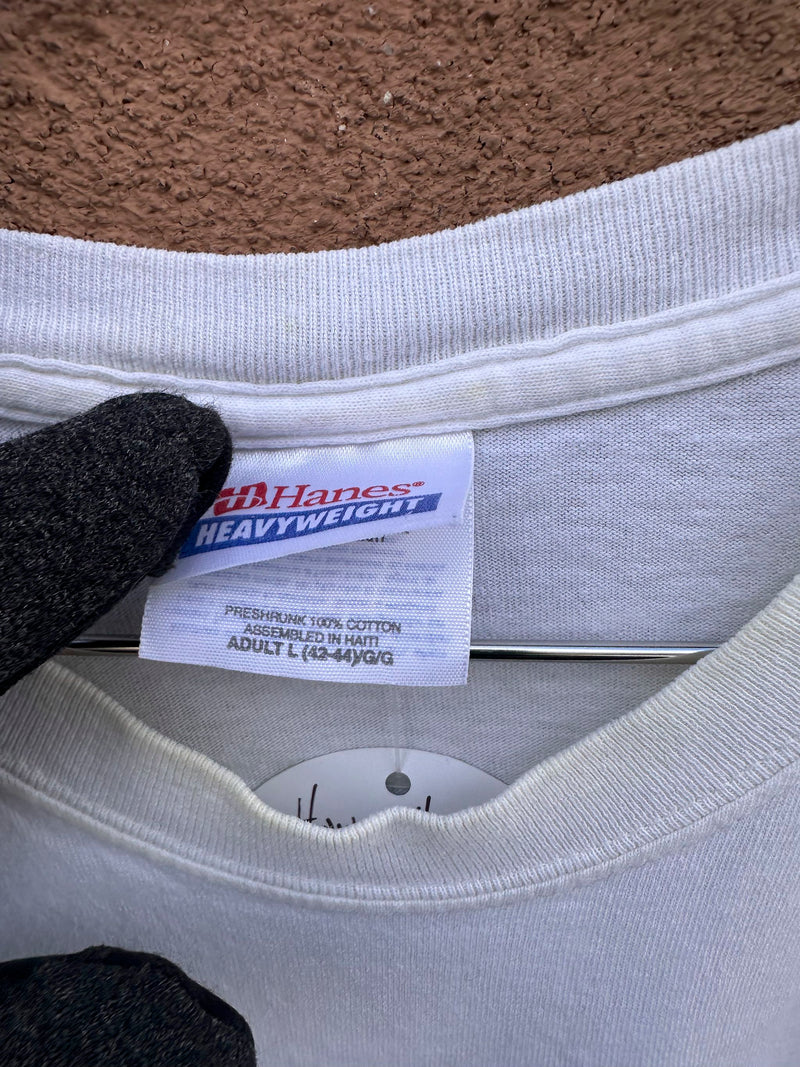 Hanes®
HEAVYWEIGHT
PRESHRUNK 100% COTTON
ASSEMBLED IN HAITI
ADULT L (42-44)/G/G